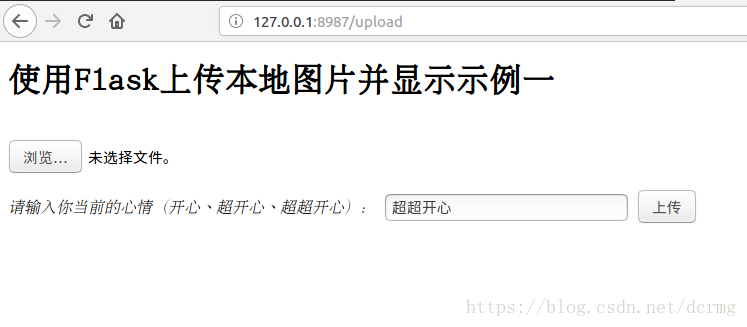 127.0.0.1:8987/upload
使用Flask上传本地图片并显示示例一
浏览... 未选择文件。
请输入你当前的心情（开心、超开心、超超开心）： 超超开心 上传
https://blog.csdn.net/dcrmg